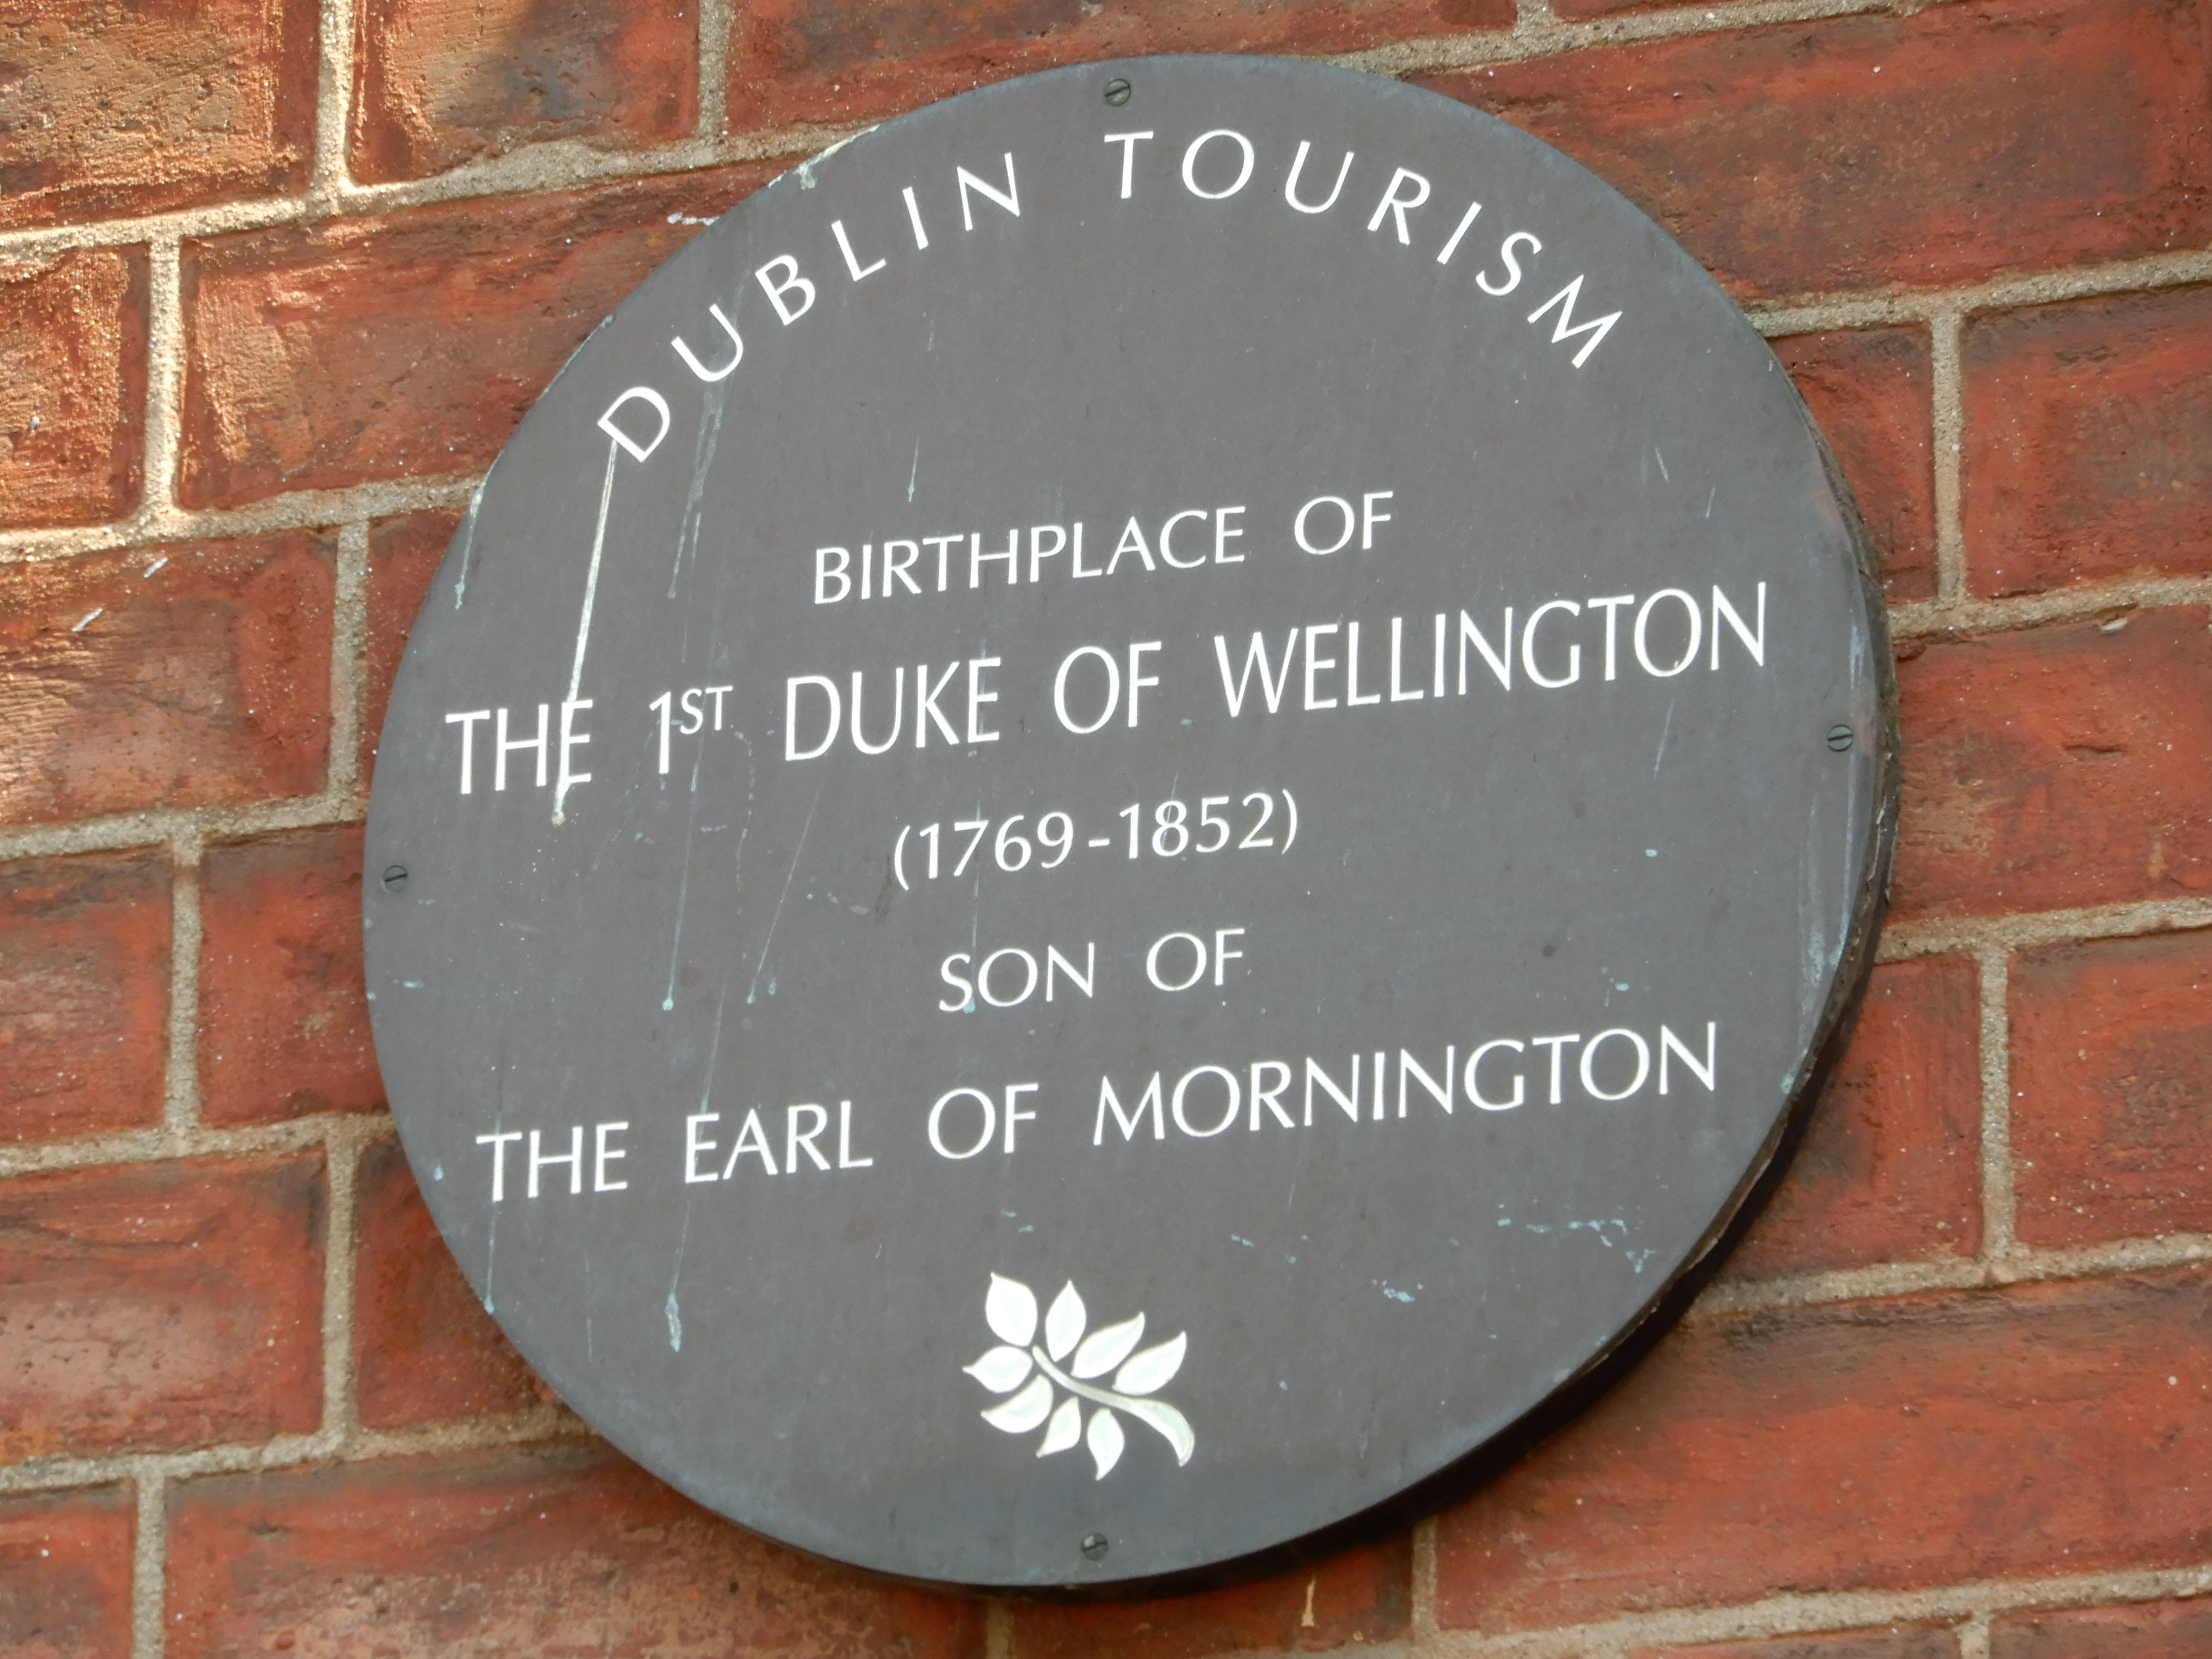 DUBLIN TOURISM
BIRTHPLACE OF
THE 1ST DUKE OF WELLINGTON
(1769-1852)
SON OF
THE EARL OF MORNINGTON